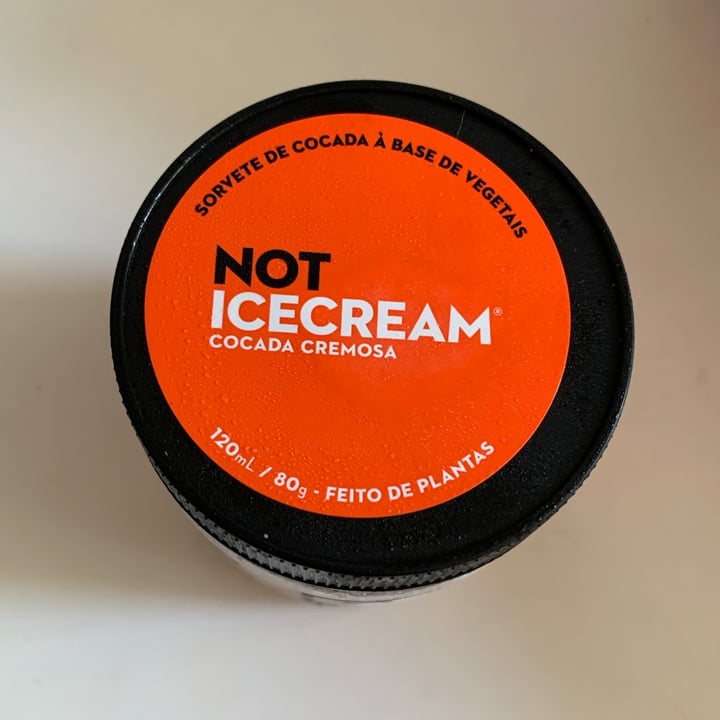 SORVETE DE COCADA À BASE DE VEGETAIS
NOT
ICECREAM®
COCADA CREMOSA
120mL / 80g - FEITO DE PLANTAS